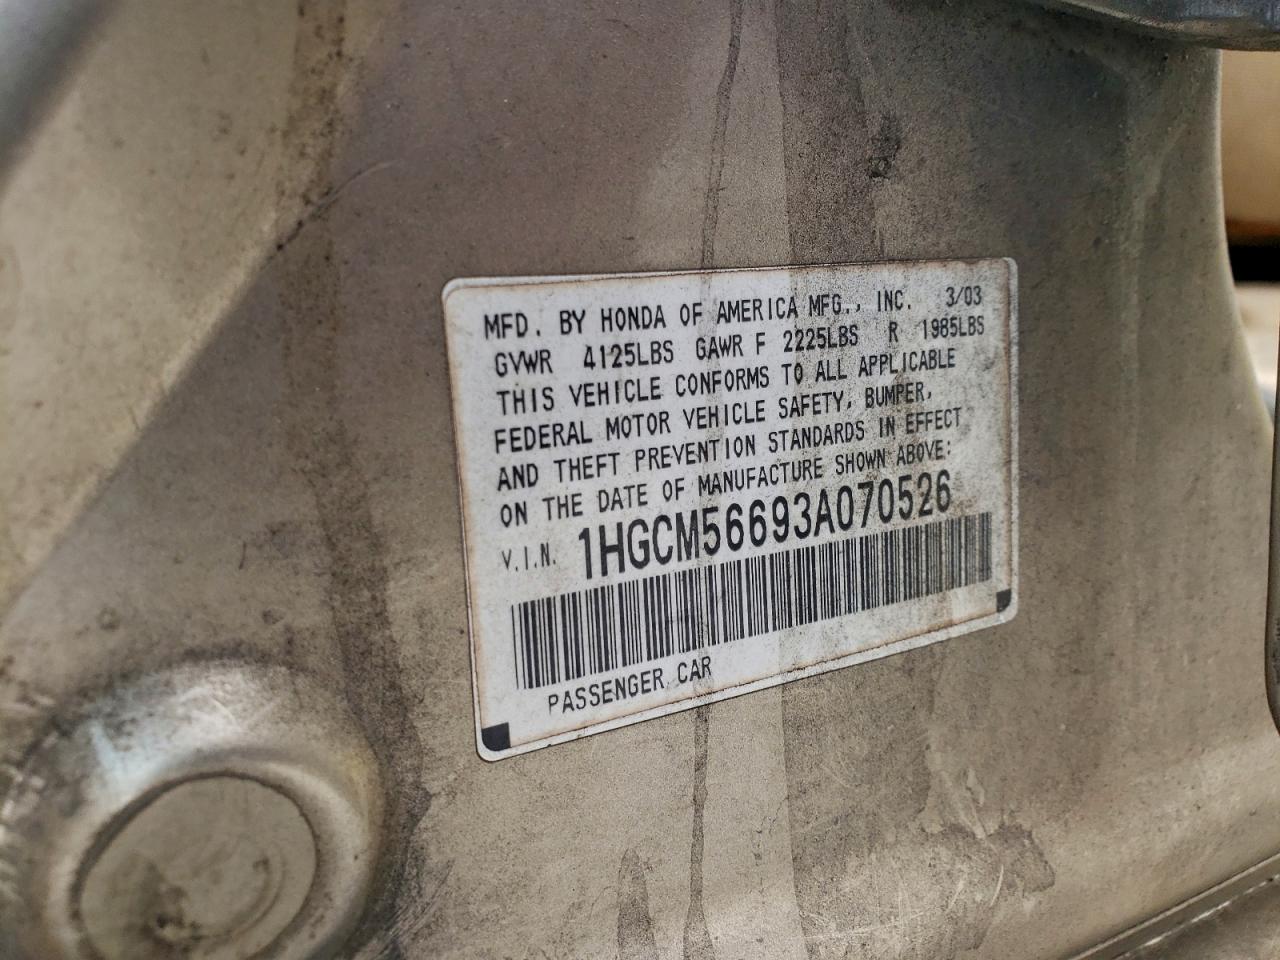 MFD. BY HONDA OF AMERICA MFG., INC. 3/03
GVWR 4125LBS GAWR F 2225LBS R 1985LBS
THIS VEHICLE CONFORMS TO ALL APPLICABLE
FEDERAL MOTOR VEHICLE SAFETY, BUMPER,
AND THEFT PREVENTION STANDARDS IN EFFECT
ON THE DATE OF MANUFACTURE SHOWN ABOVE:
V.I.N. 1HGCM56693A070526
PASSENGER CAR